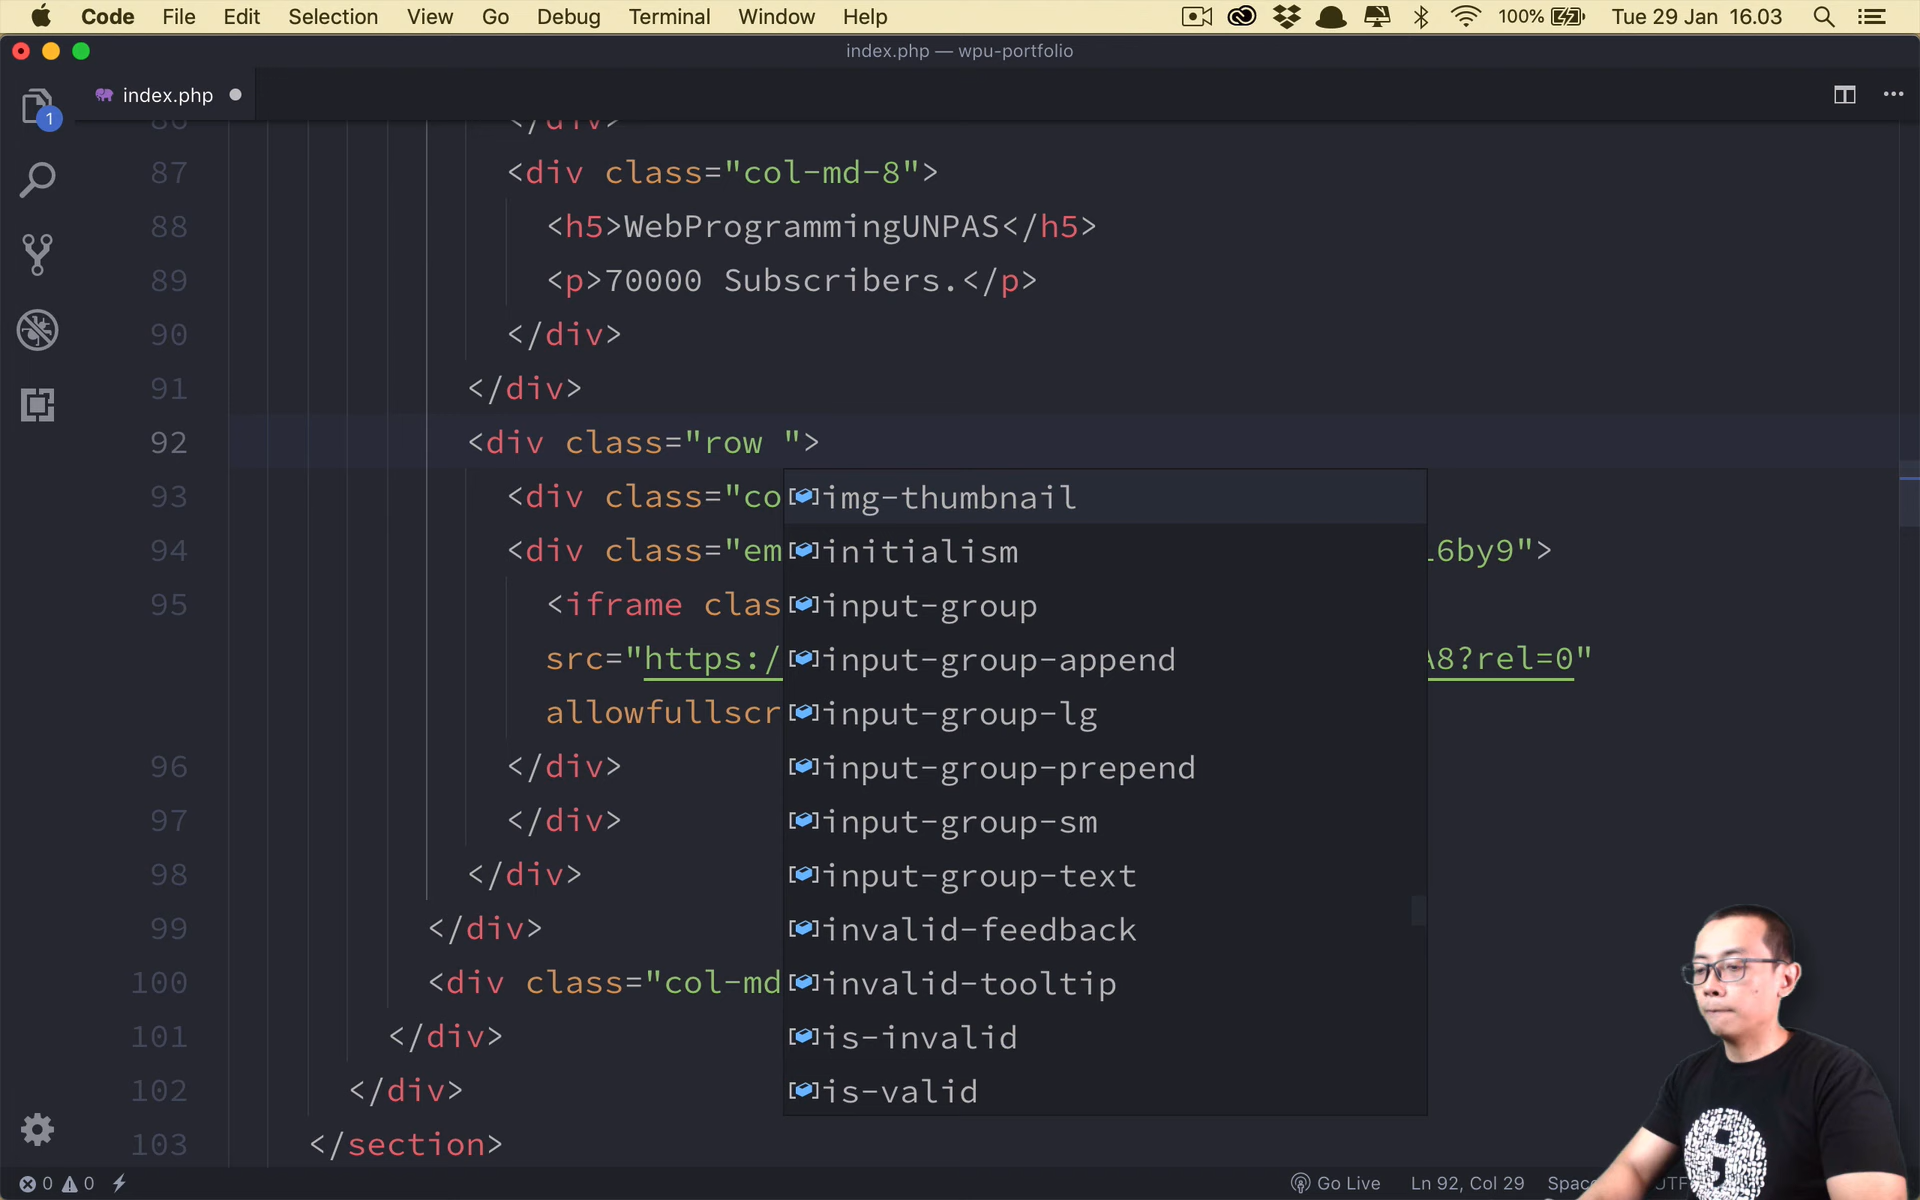 Code File Edit Selection View Go Debug Terminal Window Help 100% Tue 29 Jan 16.03
index.php — wpu-portfolio
1 index.php
86 </div>
87 <div class="col-md-8">
88 <h5>WebProgrammingUNPAS</h5>
89 <p>70000 Subscribers.</p>
90 </div>
91 </div>
92 <div class="row ">
93 <div class="co img-thumbnail
94 <div class="em initialism 16by9">
95 <iframe clas input-group
src="https:/ input-group-append A8?rel=0"
allowfullscr input-group-lg
96 </div> input-group-prepend
97 </div> input-group-sm
98 </div> input-group-text
99 </div> invalid-feedback
100 <div class="col-md invalid-tooltip
101 </div> is-invalid
102 </div> is-valid
103 </section>
0 0 Go Live Ln 92, Col 29